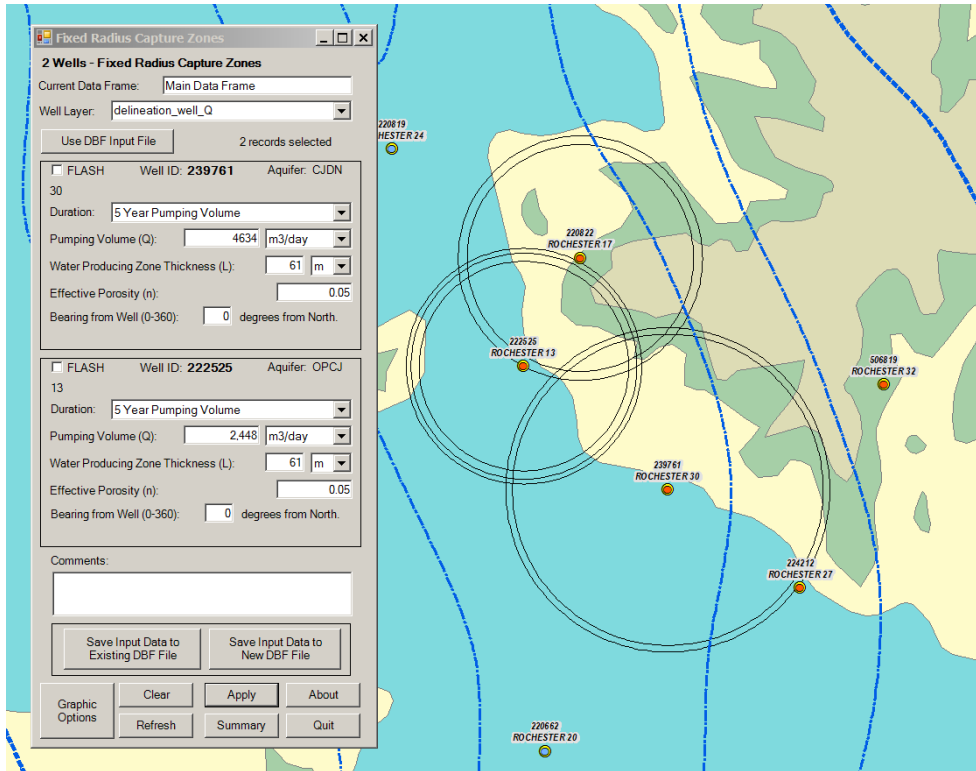 Fixed Radius Capture Zones
2 Wells - Fixed Radius Capture Zones
Current Data Frame: Main Data Frame
Well Layer: delineation_well_Q
Use DBF Input File 2 records selected
FLASH Well ID: 239761 Aquifer: CJDN
30
Duration: 5 Year Pumping Volume
Pumping Volume (Q): 4634 m3/day
Water Producing Zone Thickness (L): 61 m
Effective Porosity (n): 0.05
Bearing from Well (0-360): 0 degrees from North.
FLASH Well ID: 222525 Aquifer: OPCJ
13
Duration: 5 Year Pumping Volume
Pumping Volume (Q): 2,448 m3/day
Water Producing Zone Thickness (L): 61 m
Effective Porosity (n): 0.05
Bearing from Well (0-360): 0 degrees from North.
Comments:
Save Input Data to
Existing DBF File
Save Input Data to
New DBF File
Graphic
Options
Clear Apply About
Refresh Summary Quit
220819
HESTER 24
220822
ROCHESTER 17
222525
ROCHESTER 13
506819
ROCHESTER 32
239761
ROCHESTER 30
224212
ROCHESTER 27
220662
ROCHESTER 20